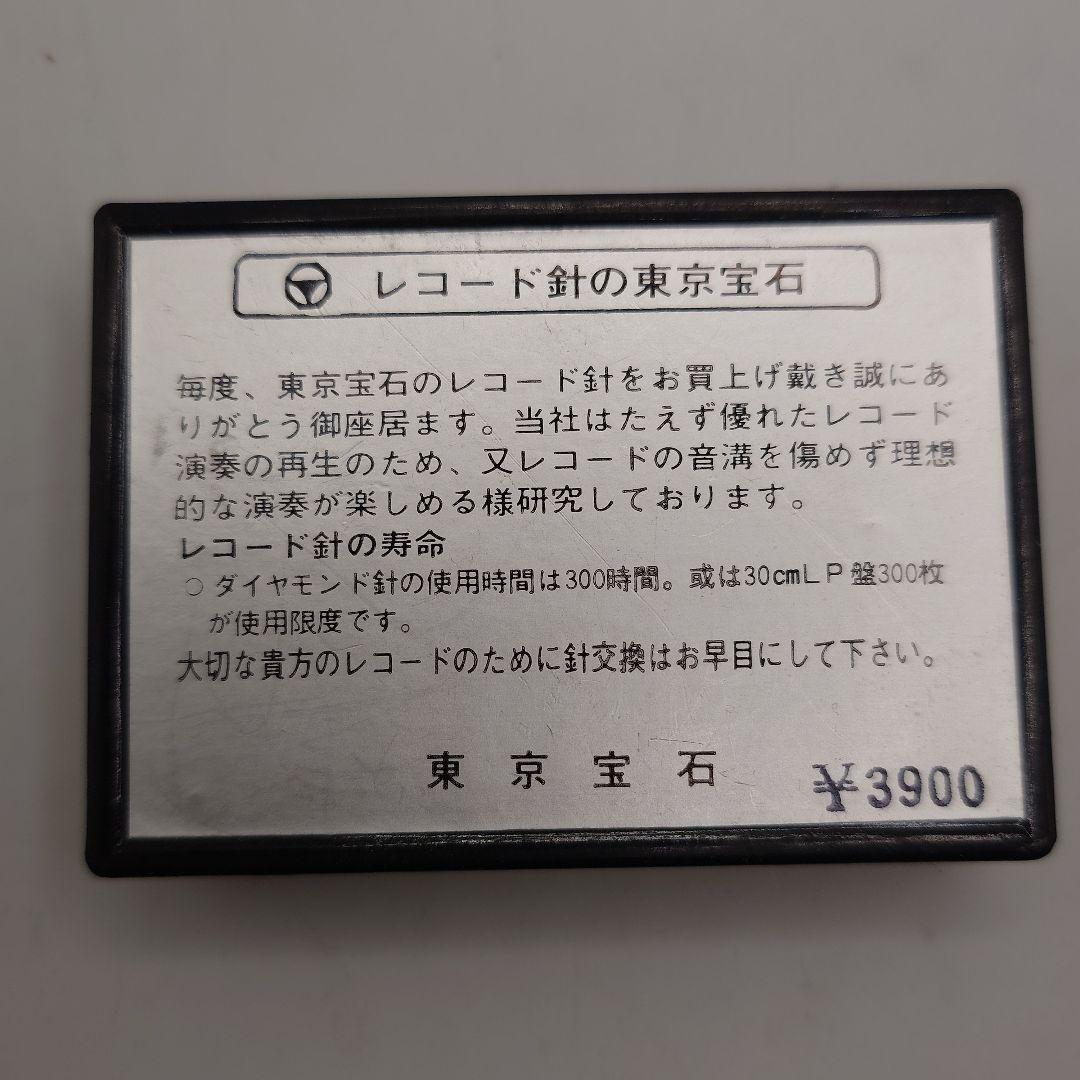 レコード針の東京宝石
毎度、東京宝石のレコード針をお買上げ戴き誠にあ
りがとう御座居ます。当社はたえず優れたレコード
演奏の再生のため、又レコードの音溝を傷めず理想
的な演奏が楽しめる様研究しております。
レコード針の寿命
○ダイヤモンド針の使用時間は300時間。或は30cmLP盤300枚
が使用限度です。
大切な貴方のレコードのために針交換はお早目にして下さい。
東京宝石
¥3900